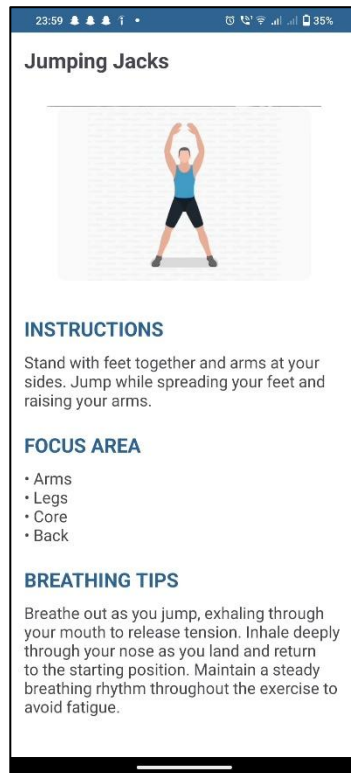 23:59 35%
Jumping Jacks
INSTRUCTIONS
Stand with feet together and arms at your
sides. Jump while spreading your feet and
raising your arms.
FOCUS AREA
• Arms
• Legs
• Core
• Back
BREATHING TIPS
Breathe out as you jump, exhaling through
your mouth to release tension. Inhale deeply
through your nose as you land and return
to the starting position. Maintain a steady
breathing rhythm throughout the exercise to
avoid fatigue.